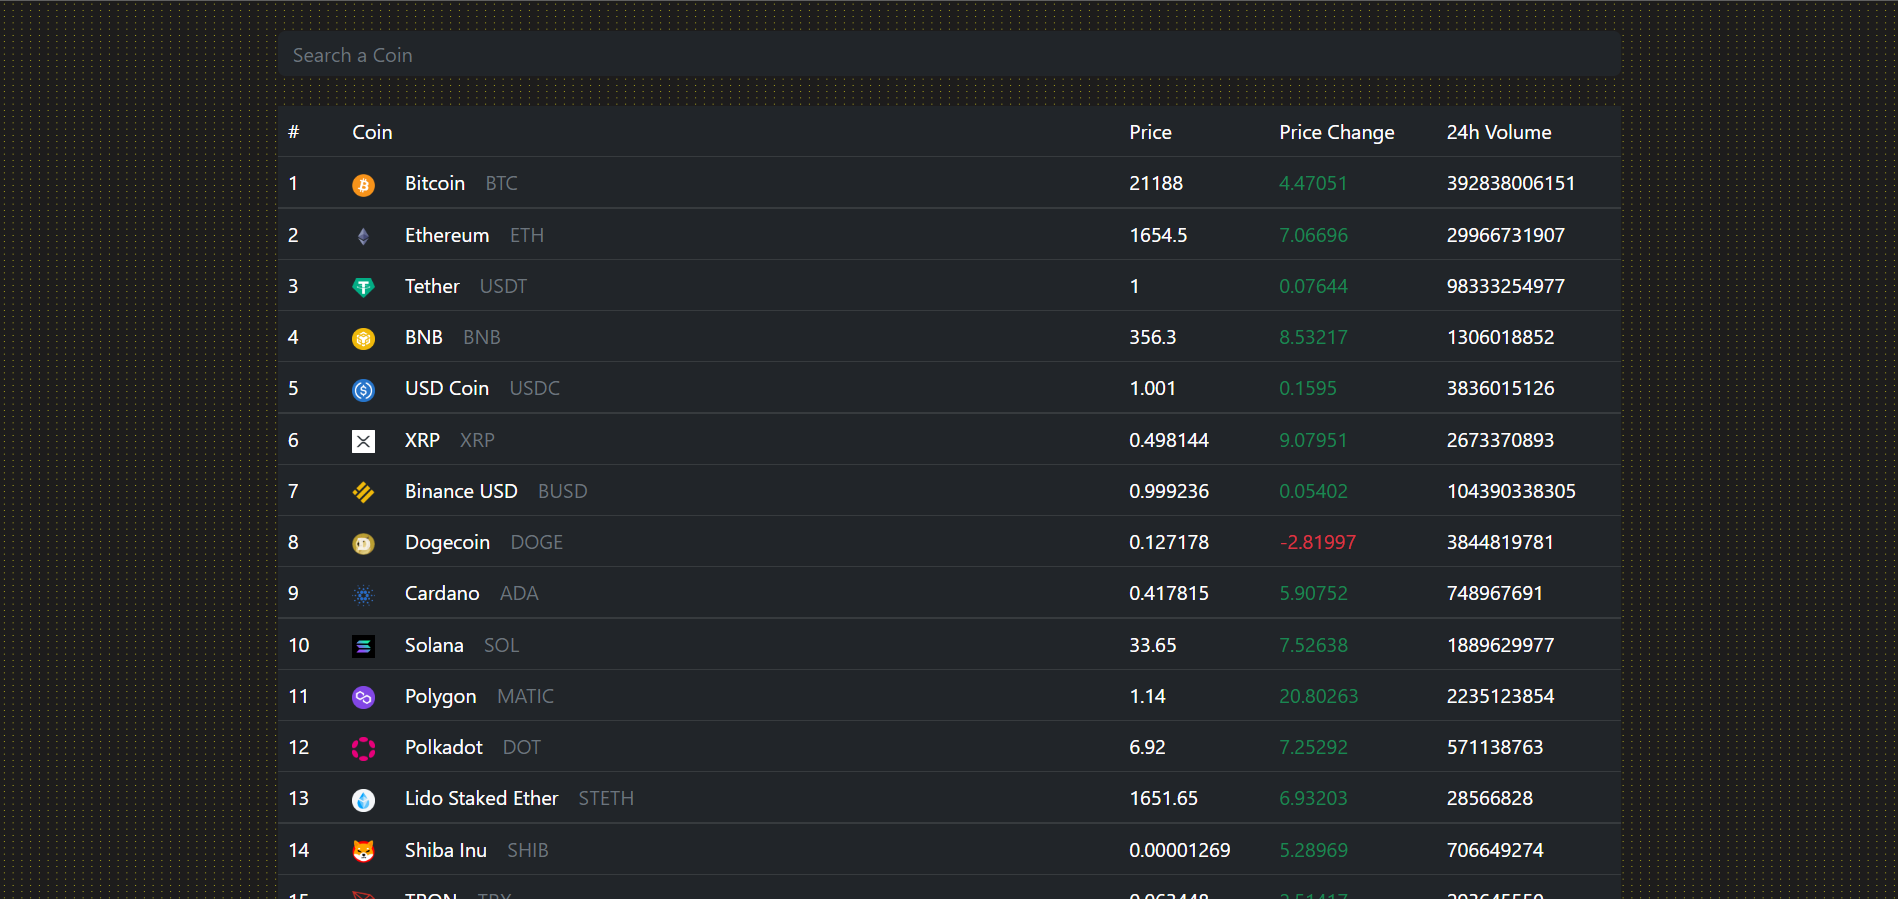 Search a Coin
# Coin Price Price Change 24h Volume
1 Bitcoin BTC 21188 4.47051 392838006151
2 Ethereum ETH 1654.5 7.06696 29966731907
3 Tether USDT 1 0.07644 98333254977
4 BNB BNB 356.3 8.53217 1306018852
5 USD Coin USDC 1.001 0.1595 3836015126
6 XRP XRP 0.498144 9.07951 2673370893
7 Binance USD BUSD 0.999236 0.05402 104390338305
8 Dogecoin DOGE 0.127178 -2.81997 3844819781
9 Cardano ADA 0.417815 5.90752 748967691
10 Solana SOL 33.65 7.52638 1889629977
11 Polygon MATIC 1.14 20.80263 2235123854
12 Polkadot DOT 6.92 7.25292 571138763
13 Lido Staked Ether STETH 1651.65 6.93203 28566828
14 Shiba Inu SHIB 0.00001269 5.28969 706649274
15 TRON TRX